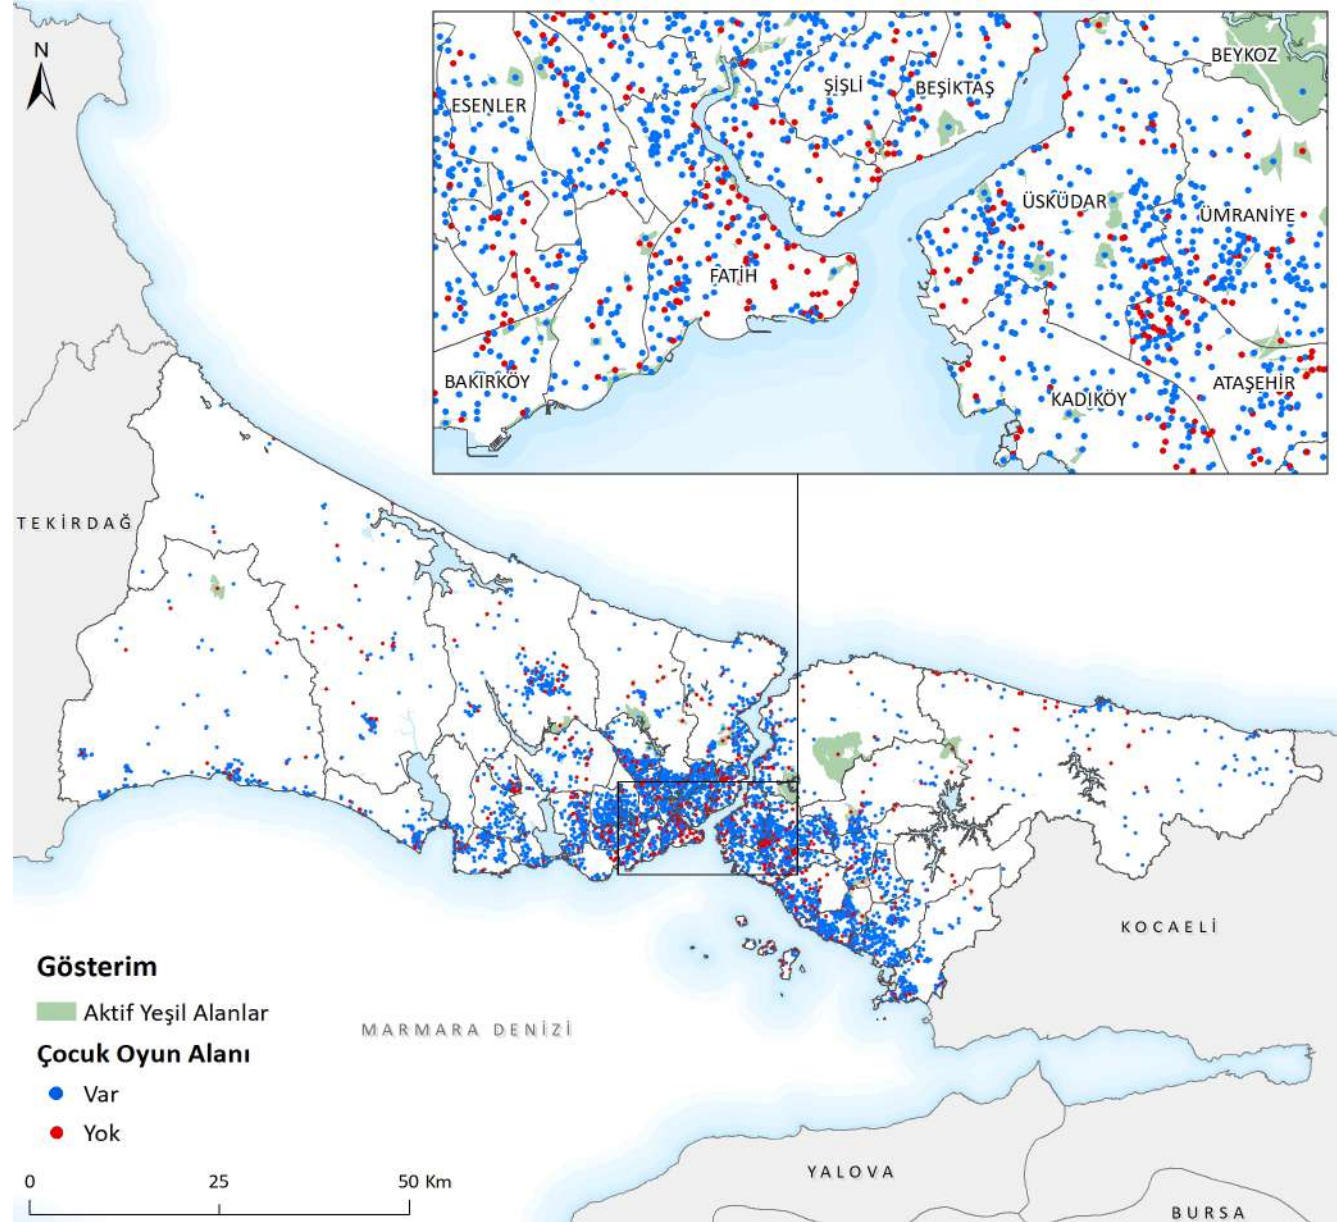 N
BEYKOZ
ŞİŞLİ
BEŞİKTAŞ
ESENLER
ÜSKÜDAR
ÜMRANİYE
FATİH
BAKIRKÖY
ATAŞEHİR
KADIKÖY
TEKİRDAĞ
KOCAELİ
Gösterim
Aktif Yeşil Alanlar
MARMARA DENİZİ
Çocuk Oyun Alanı
Var
Yok
0 25 50 Km
YALOVA
BURSA